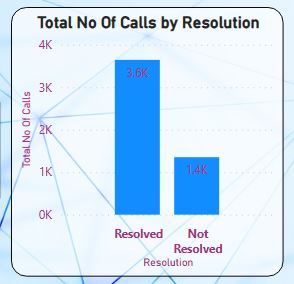 Total No Of Calls by Resolution
Total No Of Calls
4K
3K
2K
1K
0K
3.6K
1.4K
Resolved
Not
Resolved
Resolution